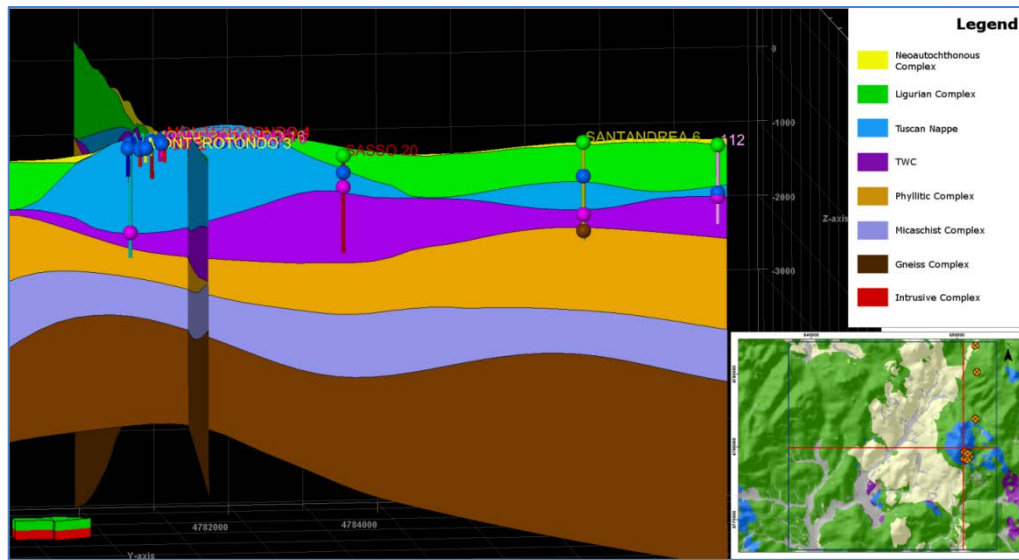 Legend
Neoautochthonous
Complex
Ligurian Complex
Tuscan Nappe
TWC
Phyllitic Complex
Micaschist Complex
Gneiss Complex
Intrusive Complex
0
-1000
-2000
-3000
Z-axis
MONTEROTONDO 3
SASSO 20
SANTANDREA 6
112
4782000
4784000
Y-axis